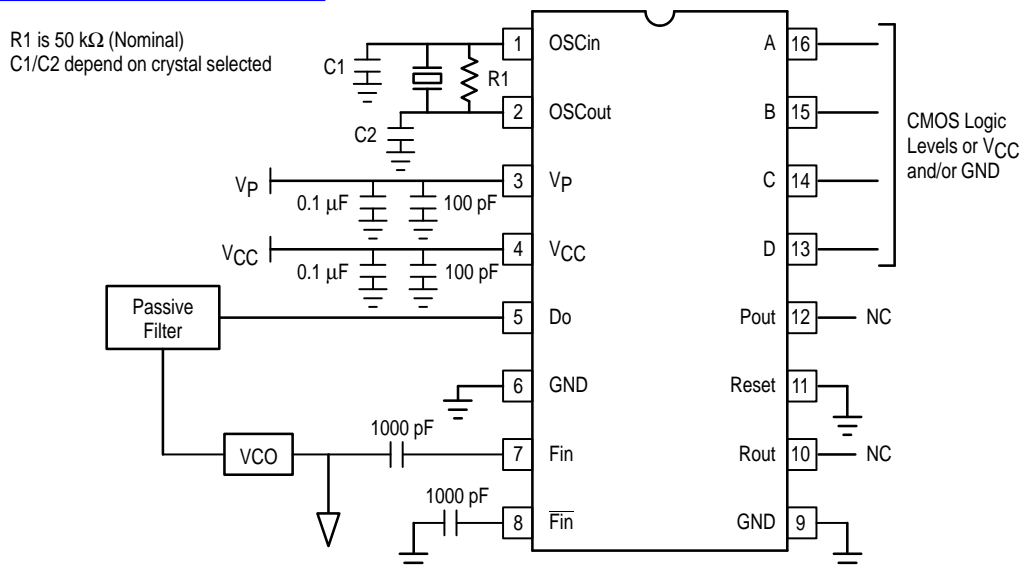 R1 is 50 kΩ (Nominal)
C1/C2 depend on crystal selected
C1
R1
C2
VP
0.1 μF
100 pF
VCC
0.1 μF
100 pF
Passive
Filter
VCO
1000 pF
1000 pF
1 OSCin
2 OSCout
3 VP
4 VCC
5 Do
6 GND
7 Fin
8 F̅i̅n̅
A 16
B 15
C 14
D 13
Pout 12 NC
Reset 11
Rout 10 NC
GND 9
CMOS Logic
Levels or VCC
and/or GND